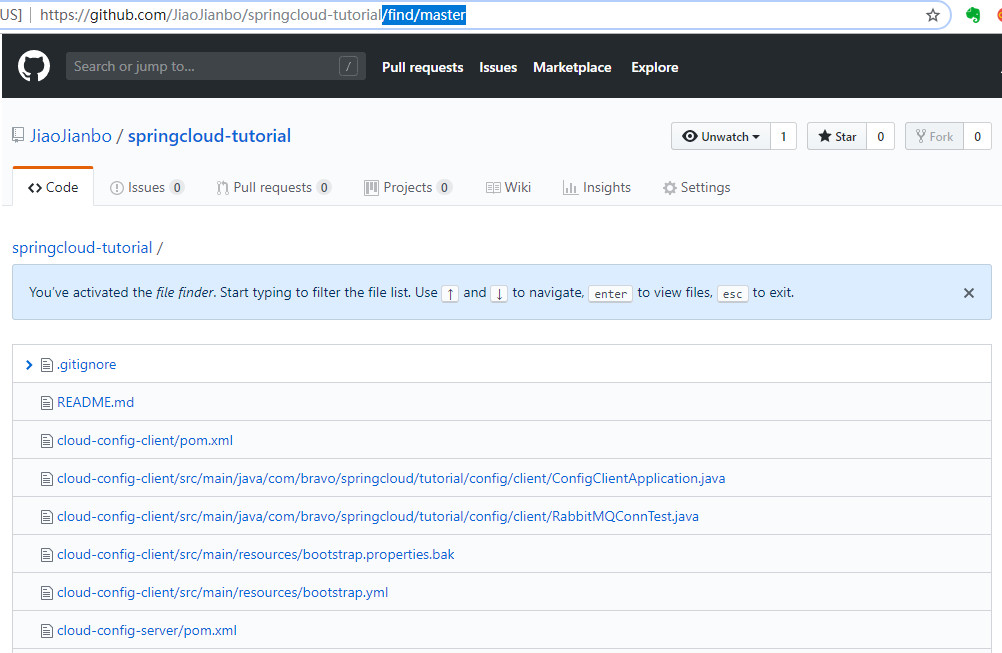 US] | https://github.com/JiaoJianbo/springcloud-tutorial/find/master
Search or jump to... / Pull requests Issues Marketplace Explore
JiaoJianbo / springcloud-tutorial Unwatch 1 Star 0 Fork 0
Code Issues 0 Pull requests 0 Projects 0 Wiki Insights Settings
springcloud-tutorial /
You've activated the file finder. Start typing to filter the file list. Use ↑ and ↓ to navigate, enter to view files, esc to exit. ×
.gitignore
README.md
cloud-config-client/pom.xml
cloud-config-client/src/main/java/com/bravo/springcloud/tutorial/config/client/ConfigClientApplication.java
cloud-config-client/src/main/java/com/bravo/springcloud/tutorial/config/client/RabbitMQConnTest.java
cloud-config-client/src/main/resources/bootstrap.properties.bak
cloud-config-client/src/main/resources/bootstrap.yml
cloud-config-server/pom.xml